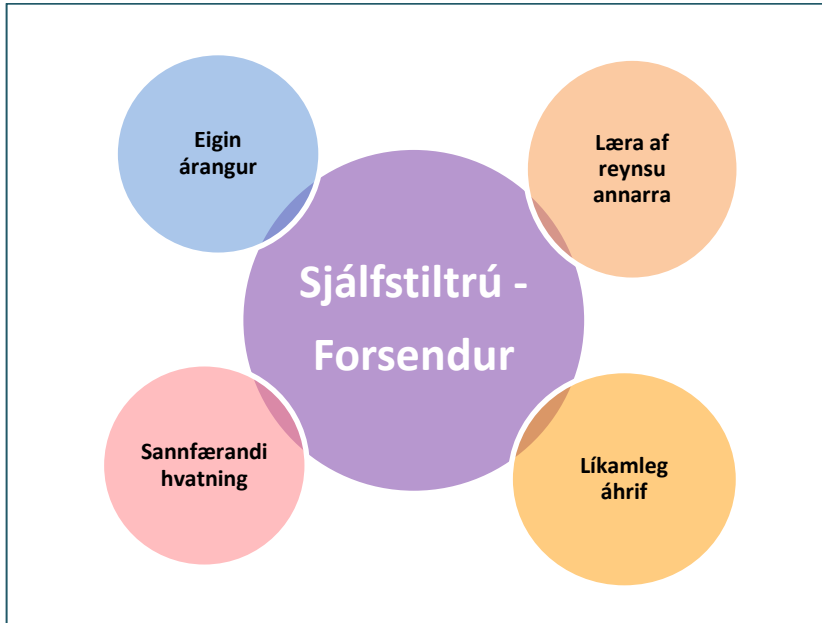 Eigin
árangur
Læra af
reynsu
annarra
Sjálfstiltrú -
Forsendur
Sannfærandi
hvatning
Líkamleg
áhrif